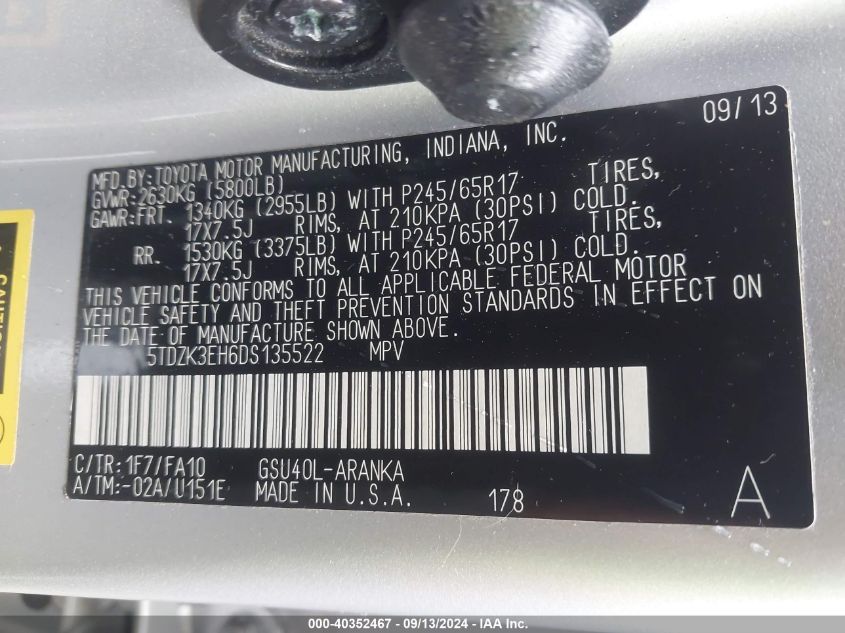 09/13
MFD.BY:TOYOTA MOTOR MANUFACTURING, INDIANA, INC.
GVWR:2630KG (5800LB)
GAWR:FRT. 1340KG (2955LB) WITH P245/65R17 TIRES,
17X7.5J RIMS, AT 210KPA (30PSI) COLD.
RR. 1530KG (3375LB) WITH P245/65R17 TIRES,
17X7.5J RIMS, AT 210KPA (30PSI) COLD.
THIS VEHICLE CONFORMS TO ALL APPLICABLE FEDERAL MOTOR
VEHICLE SAFETY AND THEFT PREVENTION STANDARDS IN EFFECT ON
THE DATE OF MANUFACTURE SHOWN ABOVE.
5TDZK3EH6DS135522 MPV
C/TR:1F7/FA10 GSU40L-ARANKA
A/TM:-02A/U151E MADE IN U.S.A. 178 A
CAUTION
000-40352467 - 09/13/2024 - IAA Inc.